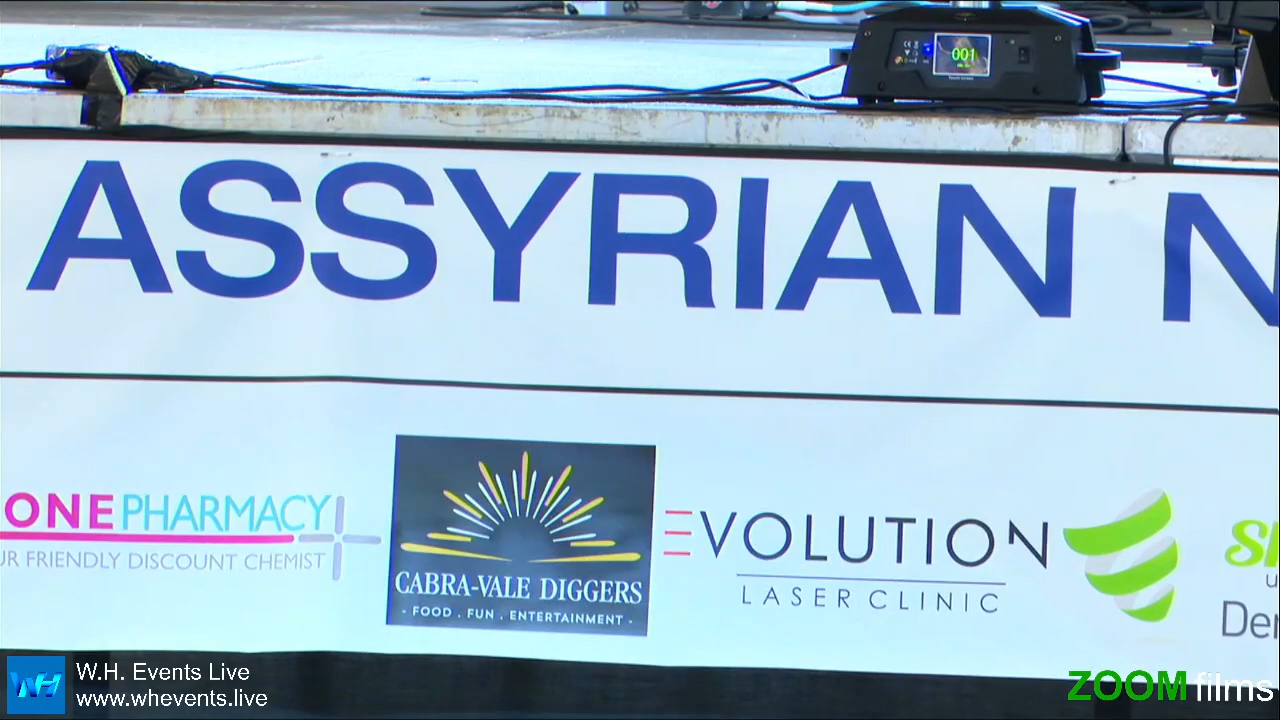 001
ASSYRIAN N
ONE PHARMACY
UR FRIENDLY DISCOUNT CHEMIST
CABRA-VALE DIGGERS
- FOOD . FUN . ENTERTAINMENT -
EVOLUTION
LASER CLINIC
Der
W.H. Events Live
www.whevents.live
ZOOM films